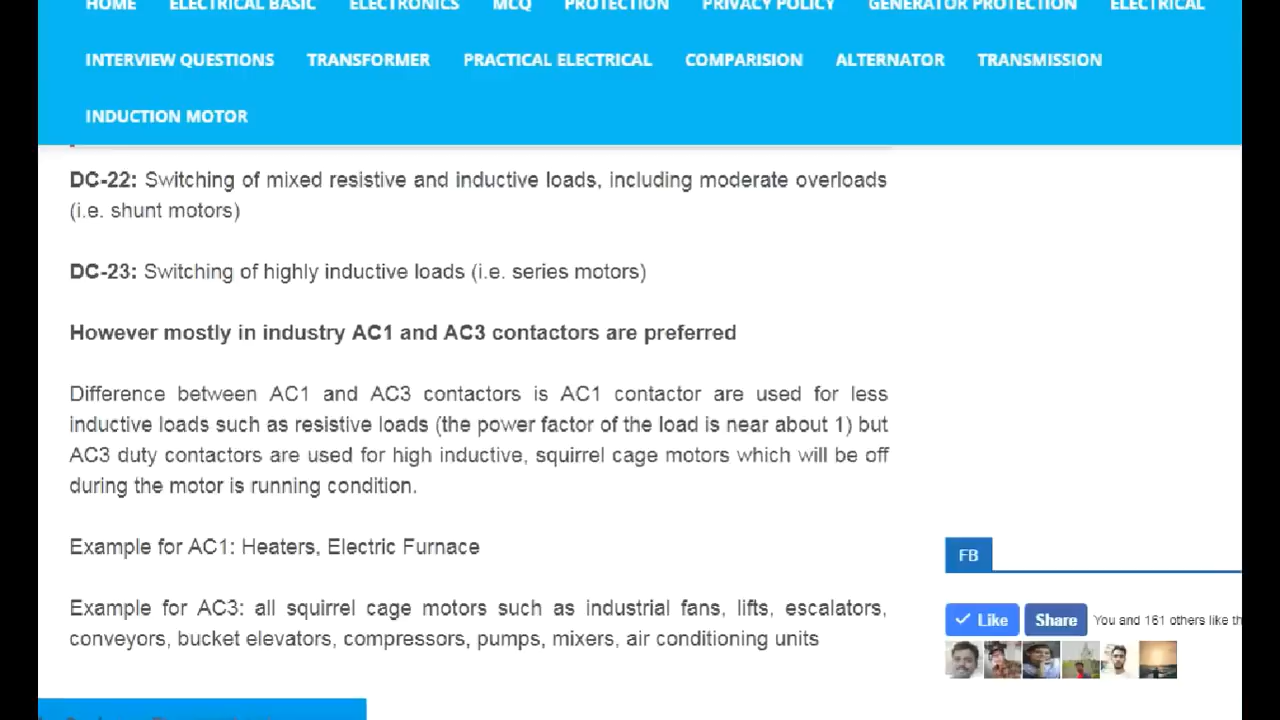 HOME ELECTRICAL BASIC ELECTRONICS MCQ PROTECTION PRIVACY POLICY GENERATOR PROTECTION ELECTRICAL
INTERVIEW QUESTIONS TRANSFORMER PRACTICAL ELECTRICAL COMPARISION ALTERNATOR TRANSMISSION
INDUCTION MOTOR
DC-22: Switching of mixed resistive and inductive loads, including moderate overloads
(i.e. shunt motors)
DC-23: Switching of highly inductive loads (i.e. series motors)
However mostly in industry AC1 and AC3 contactors are preferred
Difference between AC1 and AC3 contactors is AC1 contactor are used for less
inductive loads such as resistive loads (the power factor of the load is near about 1) but
AC3 duty contactors are used for high inductive, squirrel cage motors which will be off
during the motor is running condition.
Example for AC1: Heaters, Electric Furnace
Example for AC3: all squirrel cage motors such as industrial fans, lifts, escalators,
conveyors, bucket elevators, compressors, pumps, mixers, air conditioning units
FB
Like Share You and 161 others like th